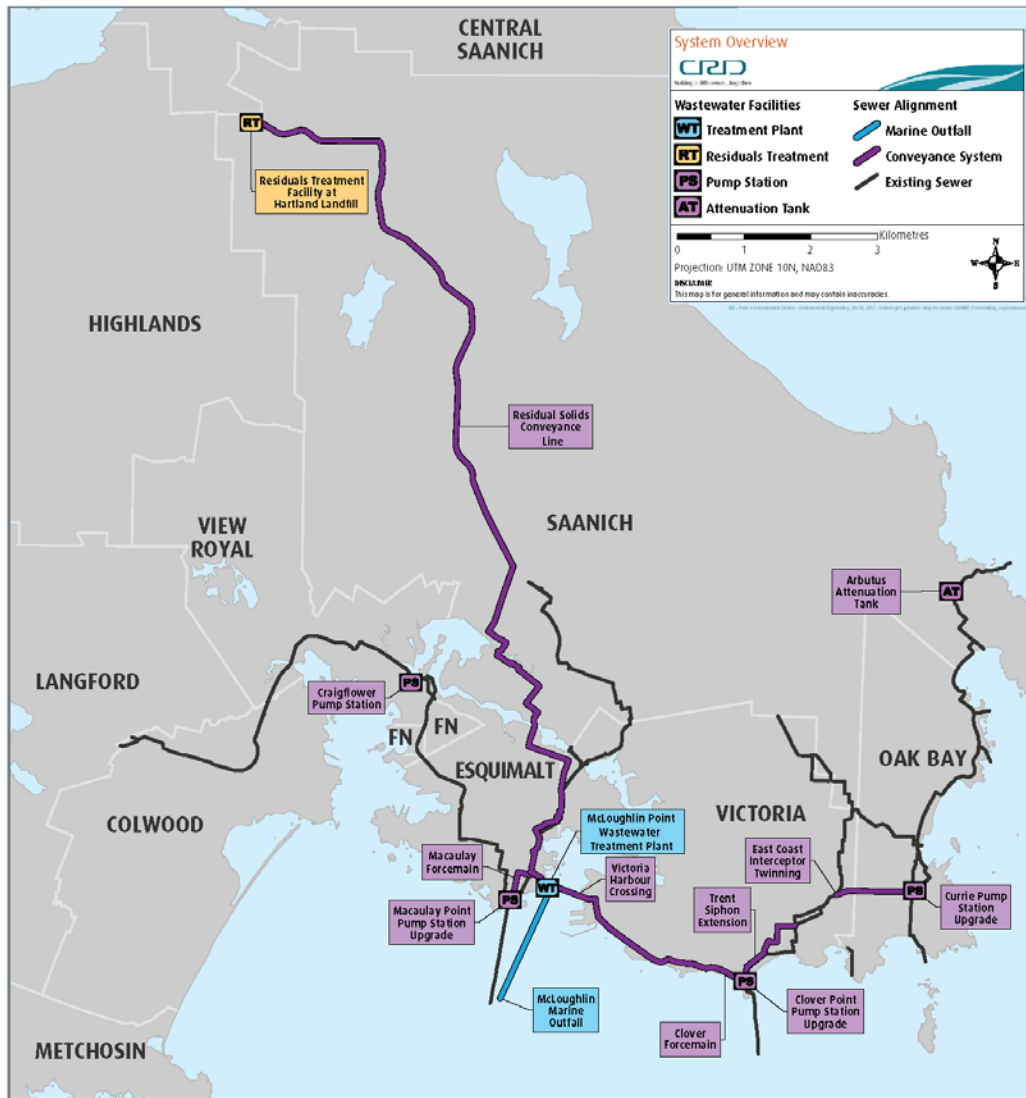 CENTRAL
SAANICH
System Overview
CRD
Making a difference...together
Wastewater Facilities
WT Treatment Plant
RT Residuals Treatment
PS Pump Station
AT Attenuation Tank
Sewer Alignment
Marine Outfall
Conveyance System
Existing Sewer
Kilometres
0 1 2 3
Projection: UTM ZONE 10N, NAD83
DISCLAIMER
This map is for general information and may contain inaccuracies.
N
W E
S
RT
Residuals Treatment
Facility at
Hartland Landfill
HIGHLANDS
Residual Solids
Conveyance
Line
VIEW
ROYAL
SAANICH
Arbutus
Attenuation
Tank
AT
LANGFORD
Craigflower
Pump Station
PS
FN
FN
ESQUIMALT
OAK BAY
COLWOOD
VICTORIA
McLoughlin Point
Wastewater
Treatment Plant
Macaulay
Forcemain
Victoria
Harbour
Crossing
East Coast
Interceptor
Twinning
WT
PS
PS
Macaulay Point
Pump Station
Upgrade
Trent
Siphon
Extension
Currie Pump
Station
Upgrade
PS
McLoughlin
Marine
Outfall
Clover Point
Pump Station
Upgrade
Clover
Forcemain
METCHOSIN